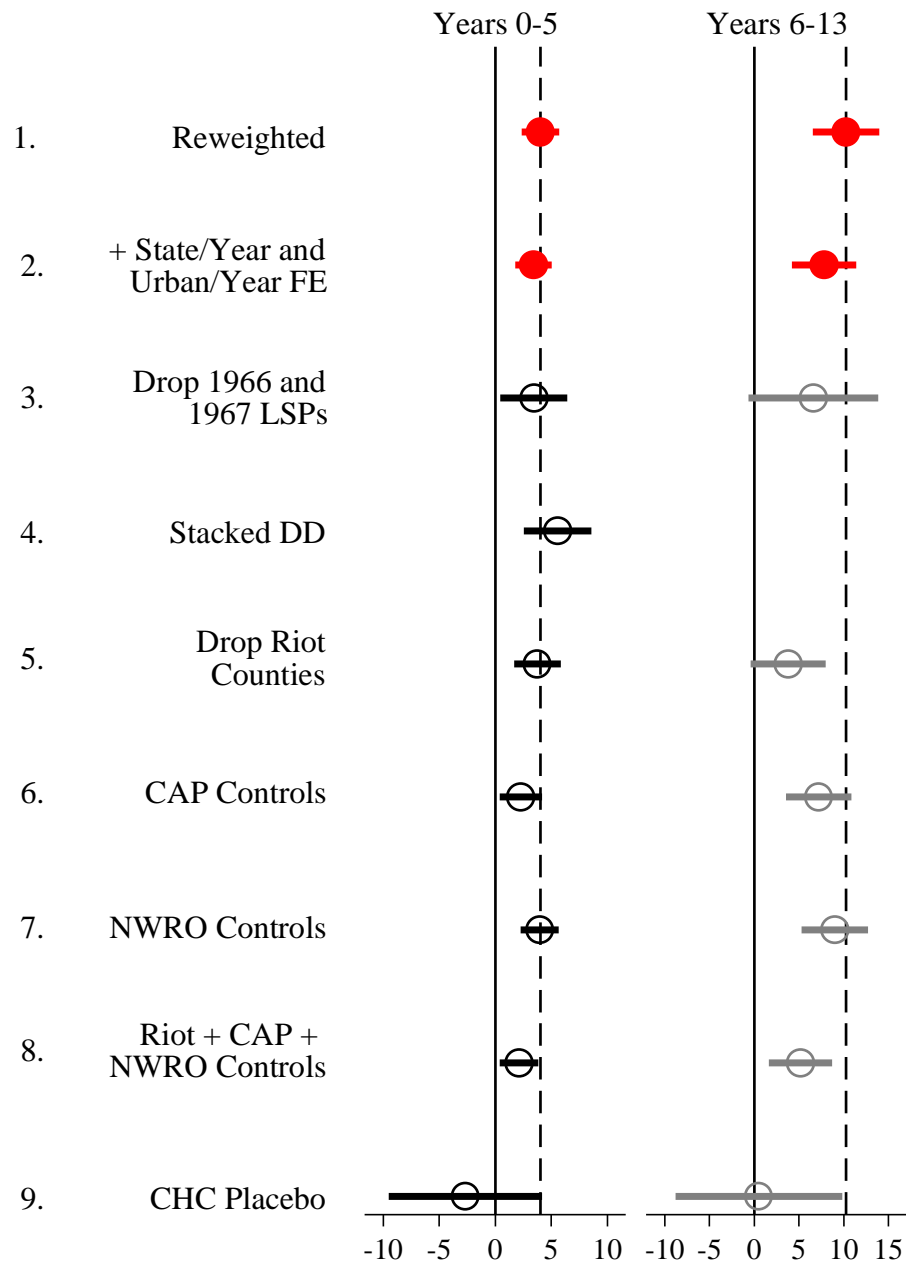 Years 0-5 Years 6-13
1. Reweighted
2. + State/Year and
Urban/Year FE
3. Drop 1966 and
1967 LSPs
4. Stacked DD
5. Drop Riot
Counties
6. CAP Controls
7. NWRO Controls
8. Riot + CAP +
NWRO Controls
9. CHC Placebo
-10 -5 0 5 10 -10 -5 0 5 10 15